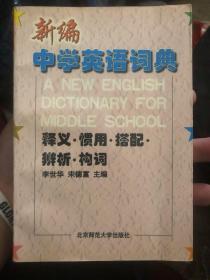 新编
中学英语词典
A NEW ENGLISH
DICTIONARY FOR
MIDDLE SCHOOL
释义·惯用·搭配·
辨析·构词
李世华 宋德富 主编
北京师范大学出版社